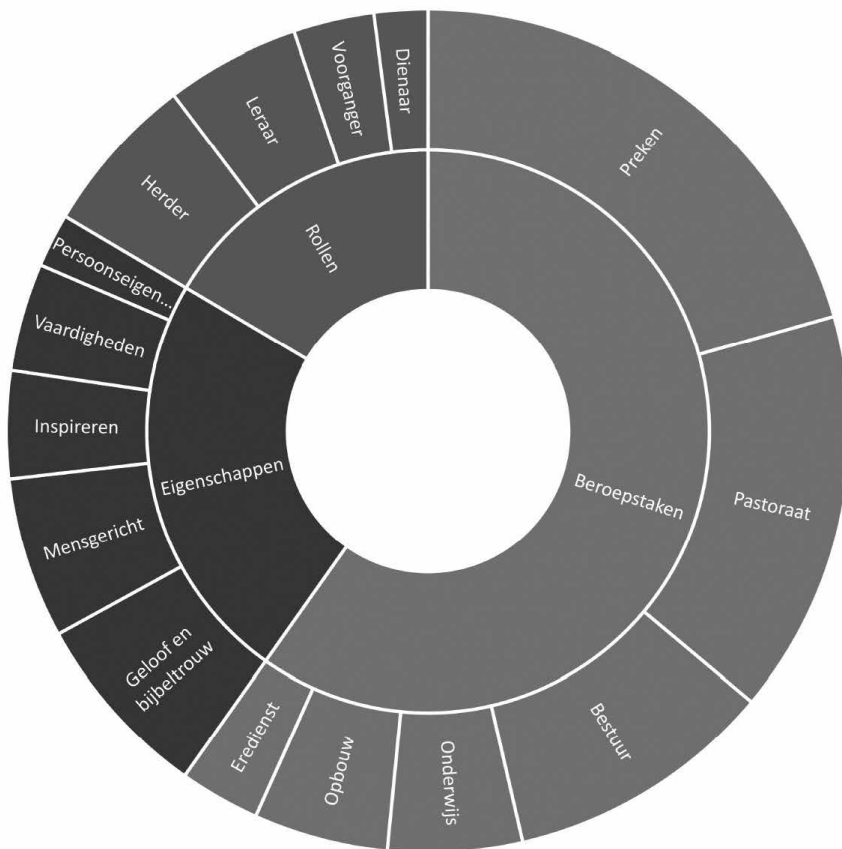 Preken
Pastoraat
Bestuur
Onderwijs
Opbouw
Eredienst
Geloof en
bijbeltrouw
Mensgericht
Inspireren
Vaardigheden
Persoonseigen...
Herder
Leraar
Voorganger
Dienaar
Rollen
Eigenschappen
Beroepstaken